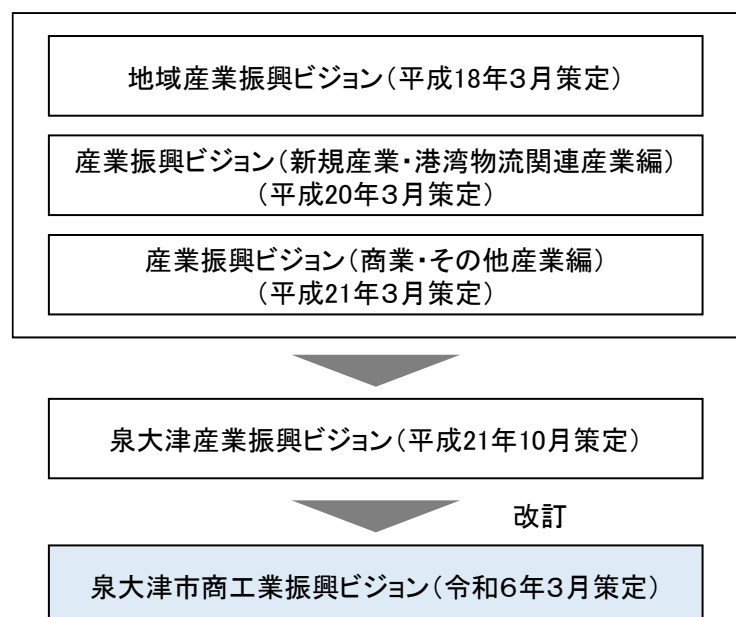 地域産業振興ビジョン（平成18年３月策定）
産業振興ビジョン（新規産業・港湾物流関連産業編）
（平成20年３月策定）
産業振興ビジョン（商業・その他産業編）
（平成21年３月策定）
泉大津産業振興ビジョン（平成21年10月策定）
改訂
泉大津市商工業振興ビジョン（令和６年３月策定）